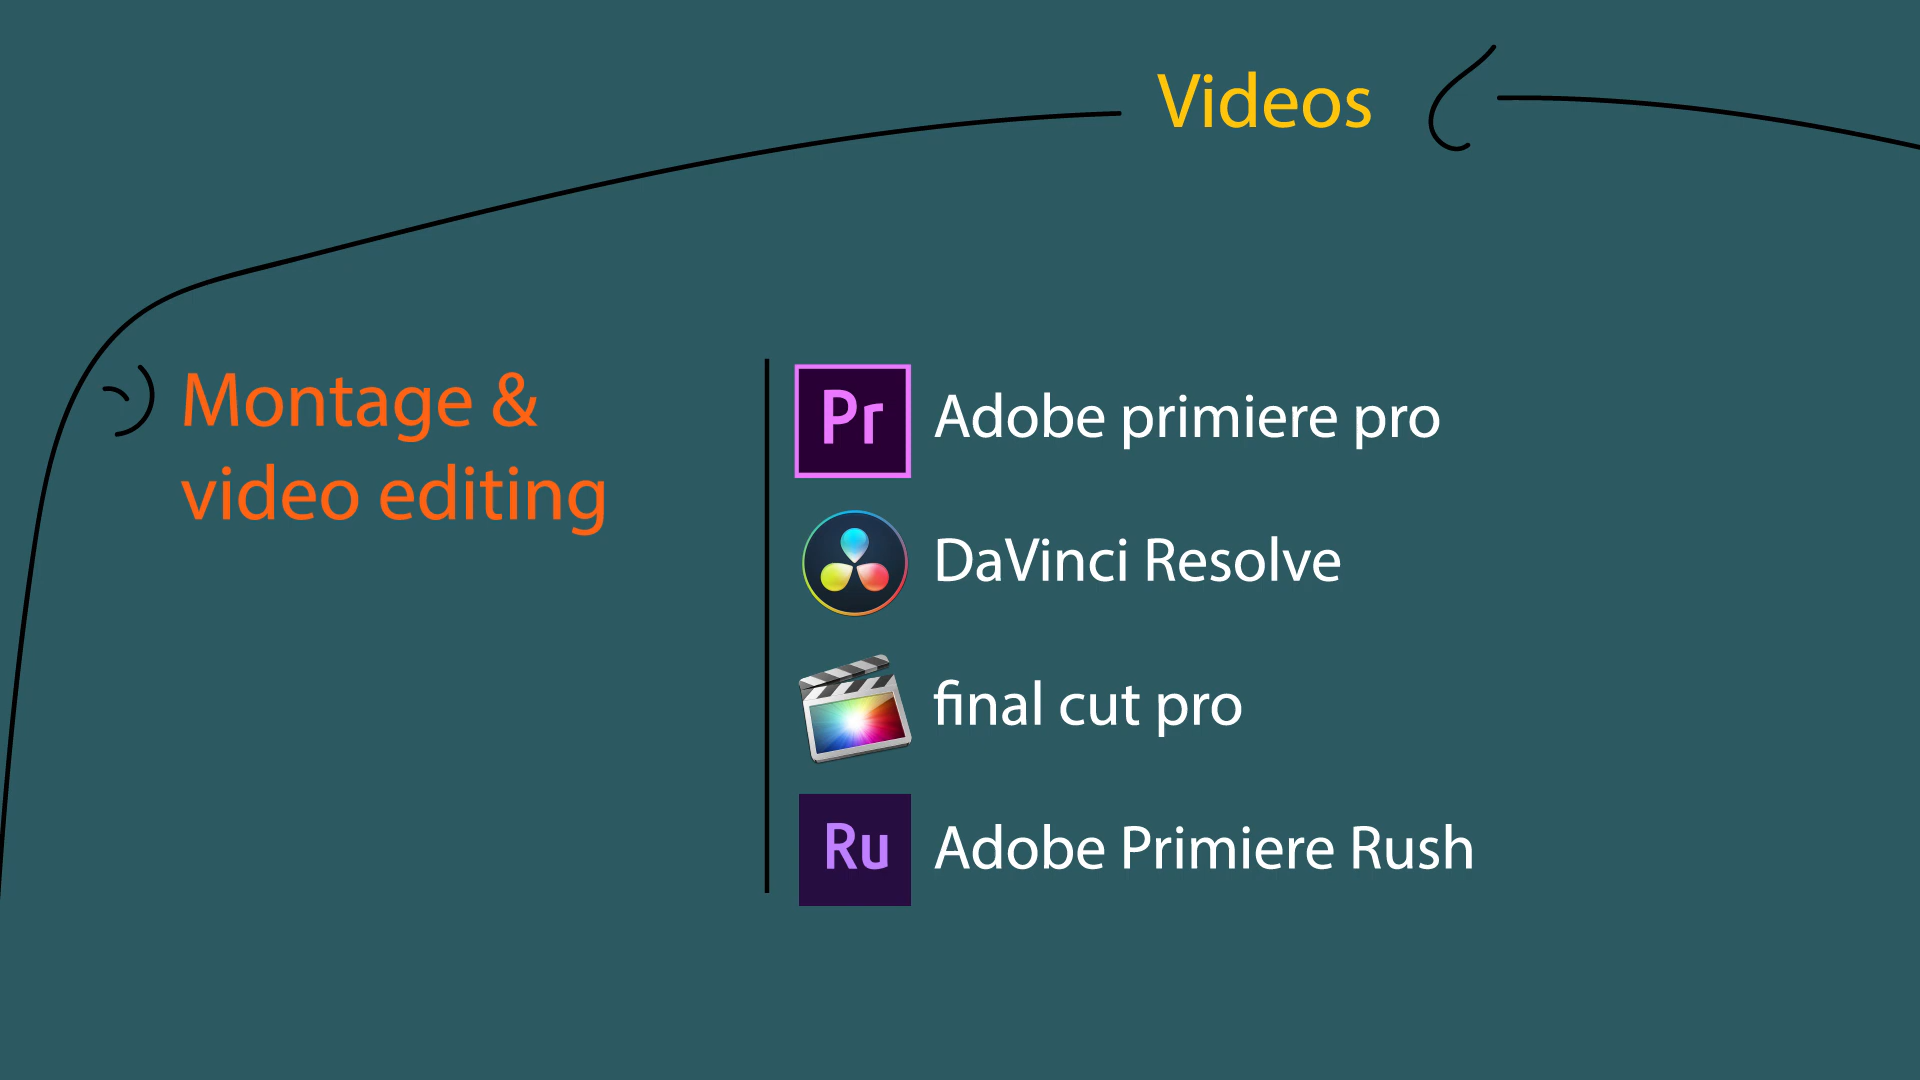 Videos
Montage &
video editing
Pr Adobe primiere pro
DaVinci Resolve
final cut pro
Ru Adobe Primiere Rush